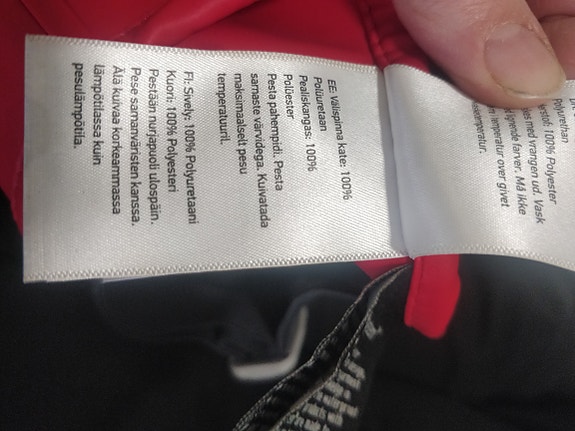 EE: Välispinna kate: 100%
Polüuretaan
Pealiskangas: 100%
Polüester
Pesta pahempidi. Pesta
samaste värvidega. Kuivatada
maksimaalselt pesu
temperatuuril.
FI: Sively: 100% Polyuretaani
Kuori: 100% Polyesteri
Pestään nurjapuoli ulospäin.
Pese samanväristen kanssa.
Älä kuivaa korkeammassa
lämpötilassa kuin
pesulämpötila.
Polyurethan
100% Polyester
med vrangen ud. Vask
lignende farver. Må ikke
temperatur over givet